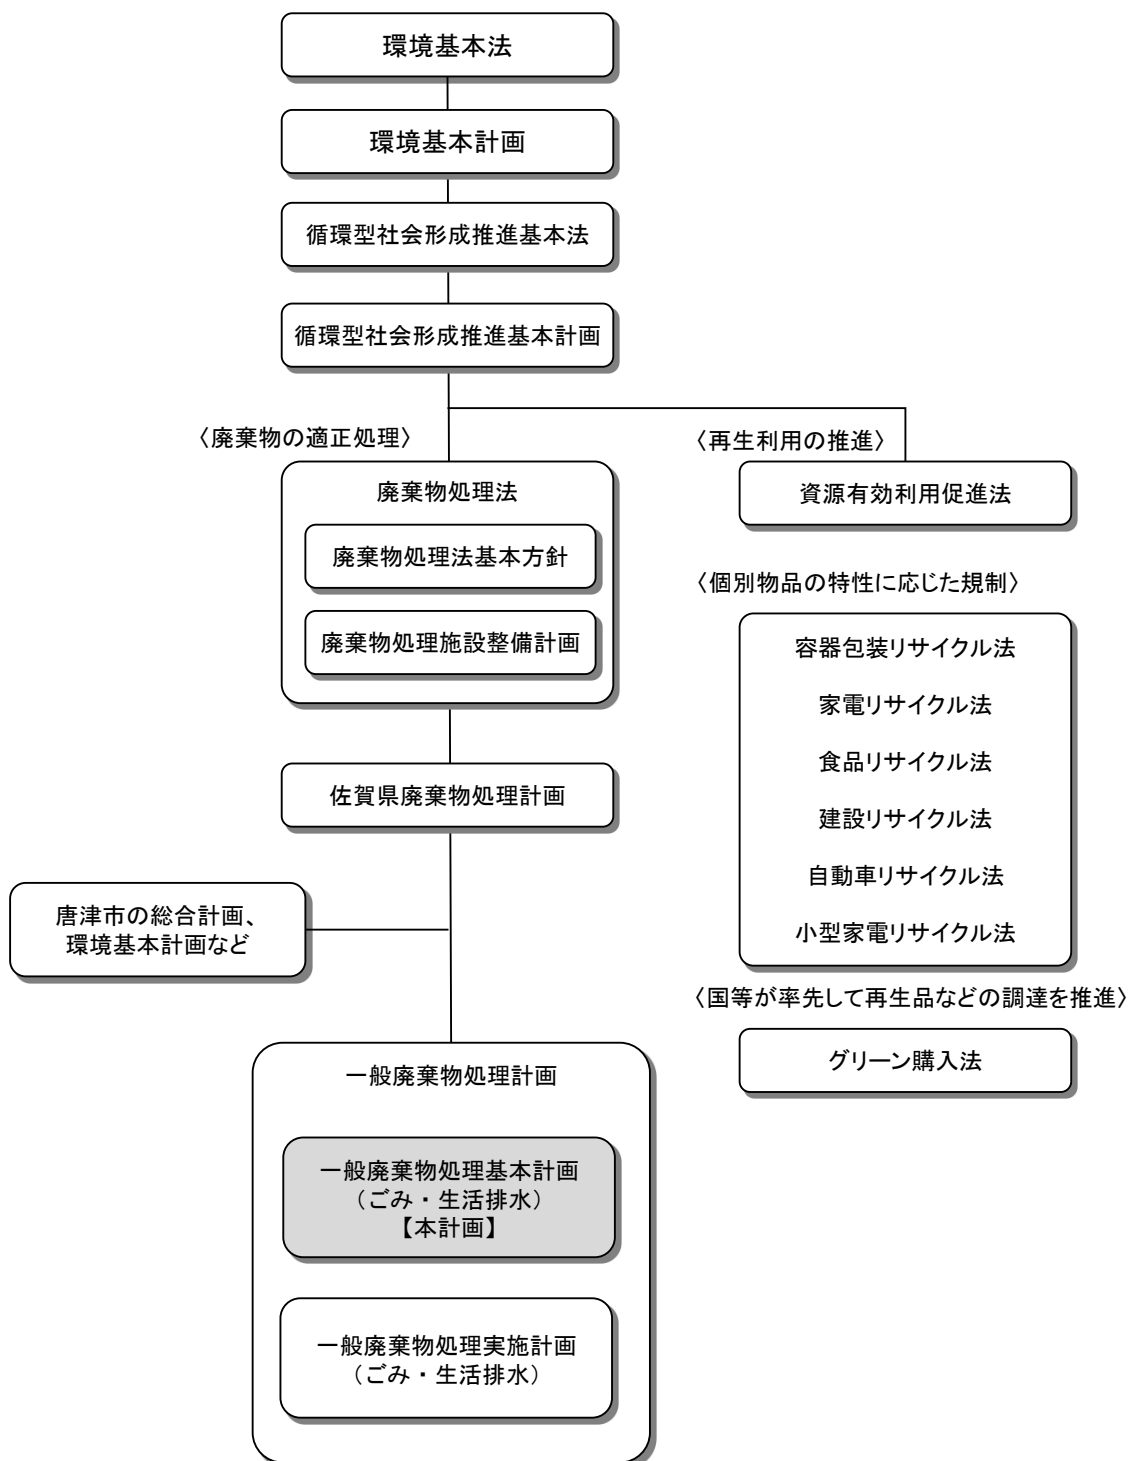 環境基本法
環境基本計画
循環型社会形成推進基本法
循環型社会形成推進基本計画
〈廃棄物の適正処理〉
廃棄物処理法
廃棄物処理法基本方針
廃棄物処理施設整備計画
佐賀県廃棄物処理計画
唐津市の総合計画、
環境基本計画など
一般廃棄物処理計画
一般廃棄物処理基本計画
(ごみ・生活排水)
【本計画】
一般廃棄物処理実施計画
(ごみ・生活排水)
〈再生利用の推進〉
資源有効利用促進法
〈個別物品の特性に応じた規制〉
容器包装リサイクル法
家電リサイクル法
食品リサイクル法
建設リサイクル法
自動車リサイクル法
小型家電リサイクル法
〈国等が率先して再生品などの調達を推進〉
グリーン購入法